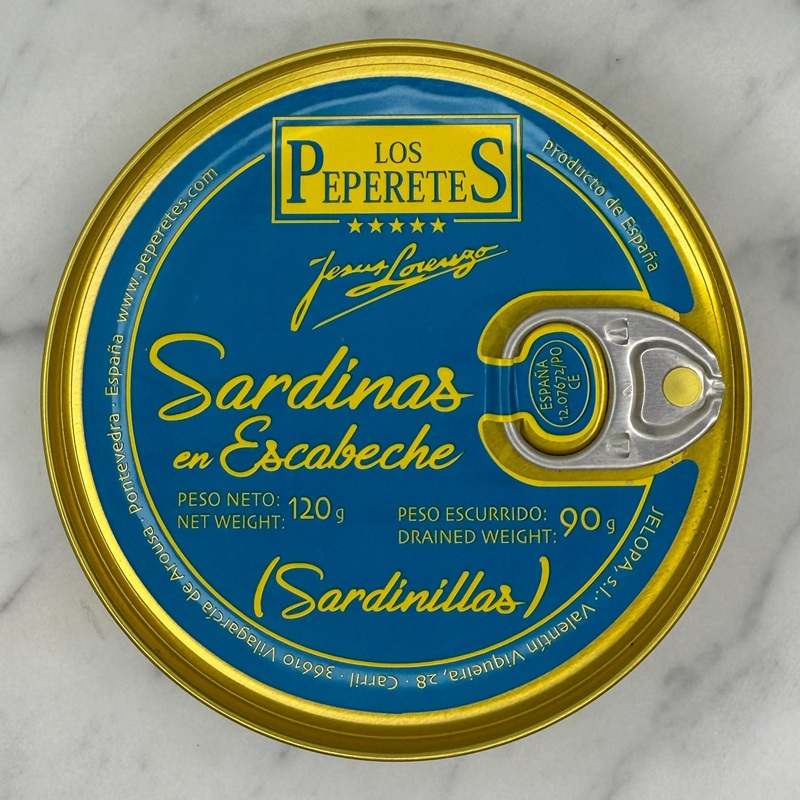 LOS
PEPERETES
Jesus Lorenzo
Sardinas
en Escabeche
PESO NETO: 120 g
NET WEIGHT:
PESO ESCURRIDO: 90 g
DRAINED WEIGHT:
(Sardinillas)
ESPAÑA
12.07672/PO
CE
Producto de España
JELOPA, s.l. · Valentín Viqueira, 28 · Carril · 36610 Vilagarcía de Arousa · Pontevedra · España www.peperetes.com